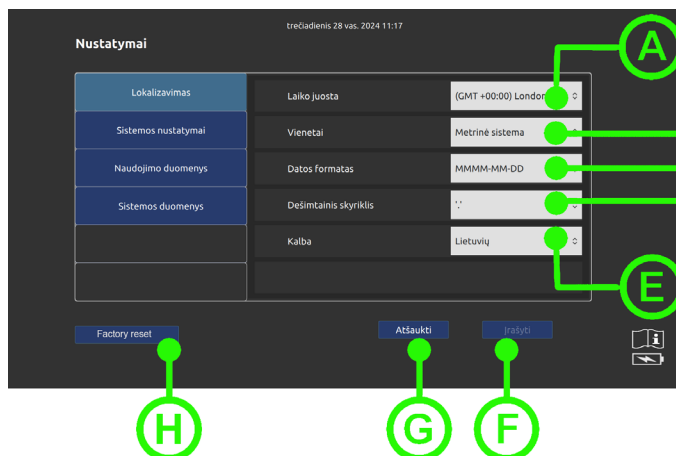 trečiadienis 28 vas. 2024 11:17
Nustatymai
A
Lokalizavimas
Laiko juosta
(GMT +00:00) London
Sistemos nustatymai
Vienetai
Metrinė sistema
Naudojimo duomenys
Datos formatas
MMMM-MM-DD
Sistemos duomenys
Dešimtainis skyriklis
'.'
Kalba
Lietuvių
E
Factory reset
Atšaukti
Įrašyti
H
G
F